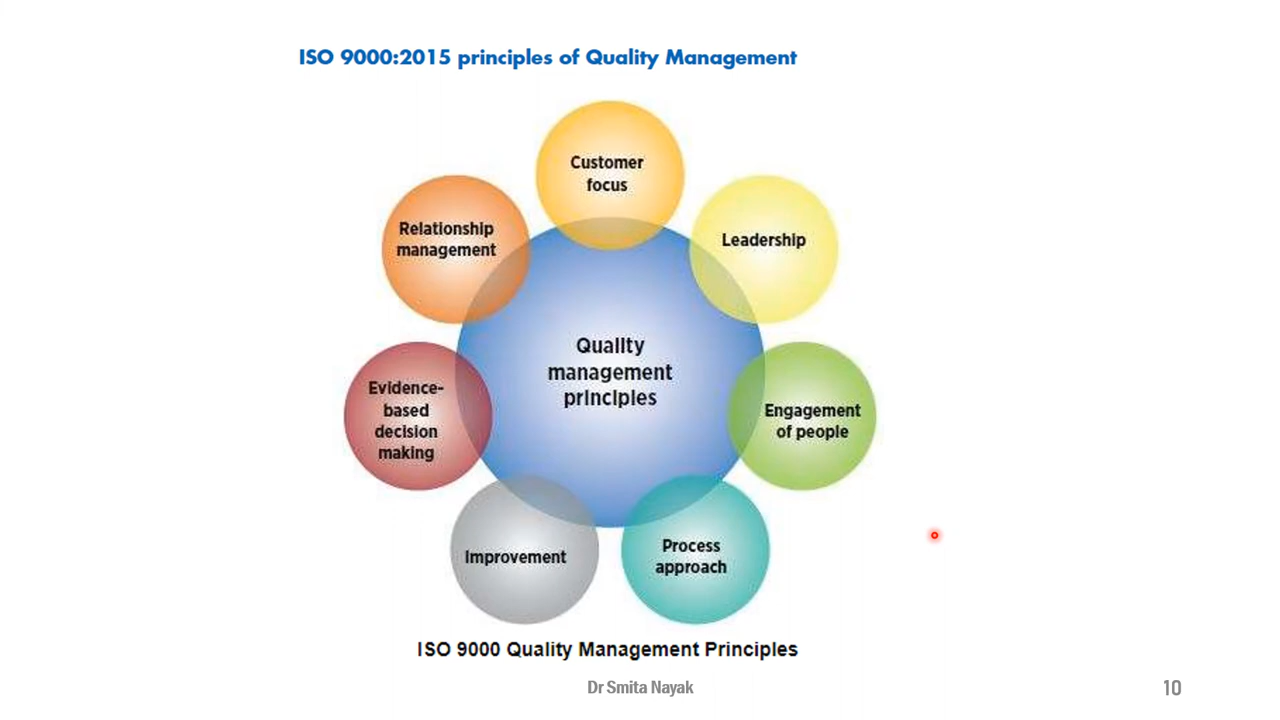 ISO 9000:2015 principles of Quality Management
Customer
focus
Leadership
Engagement
of people
Process
approach
Improvement
Evidence-
based
decision
making
Relationship
management
Quality
management
principles
ISO 9000 Quality Management Principles
Dr Smita Nayak
10